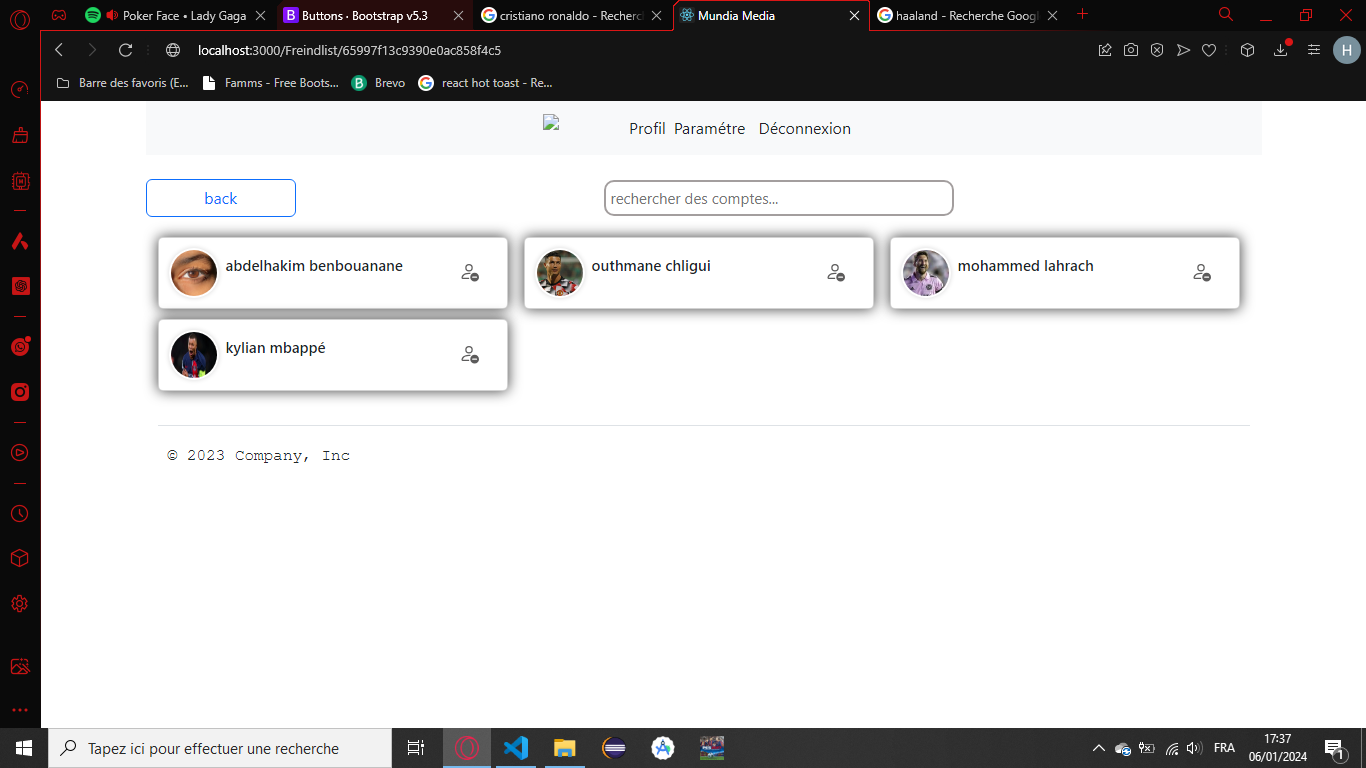 Poker Face • Lady Gaga
Buttons · Bootstrap v5.3
cristiano ronaldo - Recherc
Mundia Media
haaland - Recherche Goog
localhost:3000/Freindlist/65997f13c9390e0ac858f4c5
H
Barre des favoris (E...
Famms - Free Boots...
Brevo
react hot toast - Re...
Profil Paramétre Déconnexion
back
rechercher des comptes...
abdelhakim benbouanane
outhmane chligui
mohammed lahrach
kylian mbappé
© 2023 Company, Inc
Tapez ici pour effectuer une recherche
FRA
17:37
06/01/2024
1